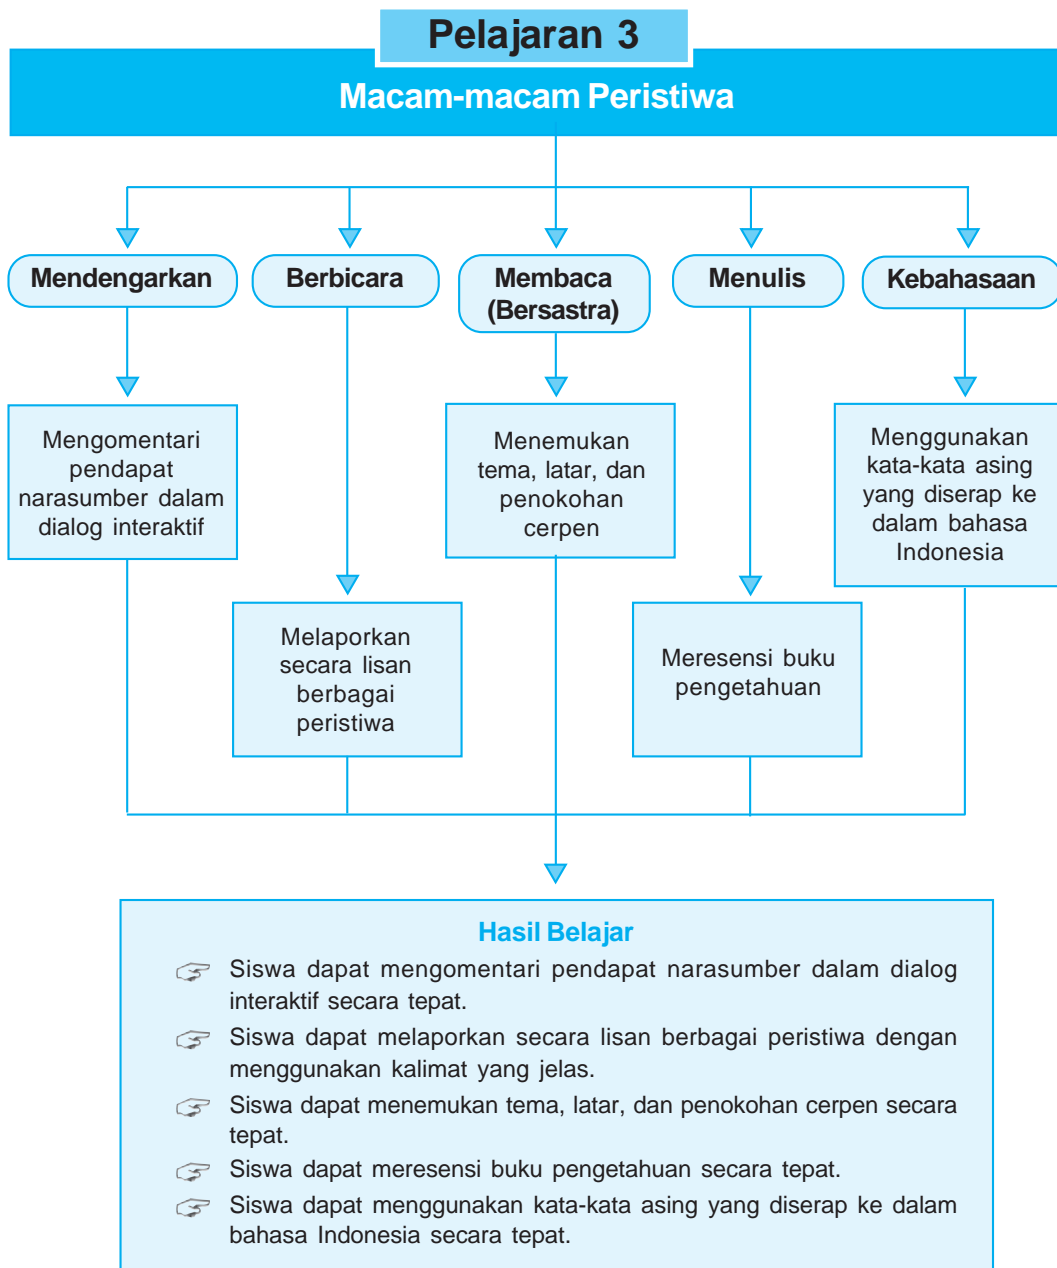 Pelajaran 3
Macam-macam Peristiwa
Mendengarkan
Berbicara
Membaca
(Bersastra)
Menulis
Kebahasaan
Mengomentari
pendapat
narasumber dalam
dialog interaktif
Melaporkan
secara lisan
berbagai
peristiwa
Menemukan
tema, latar, dan
penokohan
cerpen
Meresensi buku
pengetahuan
Menggunakan
kata-kata asing
yang diserap ke
dalam bahasa
Indonesia
Hasil Belajar
Siswa dapat mengomentari pendapat narasumber dalam dialog
interaktif secara tepat.
Siswa dapat melaporkan secara lisan berbagai peristiwa dengan
menggunakan kalimat yang jelas.
Siswa dapat menemukan tema, latar, dan penokohan cerpen secara
tepat.
Siswa dapat meresensi buku pengetahuan secara tepat.
Siswa dapat menggunakan kata-kata asing yang diserap ke dalam
bahasa Indonesia secara tepat.